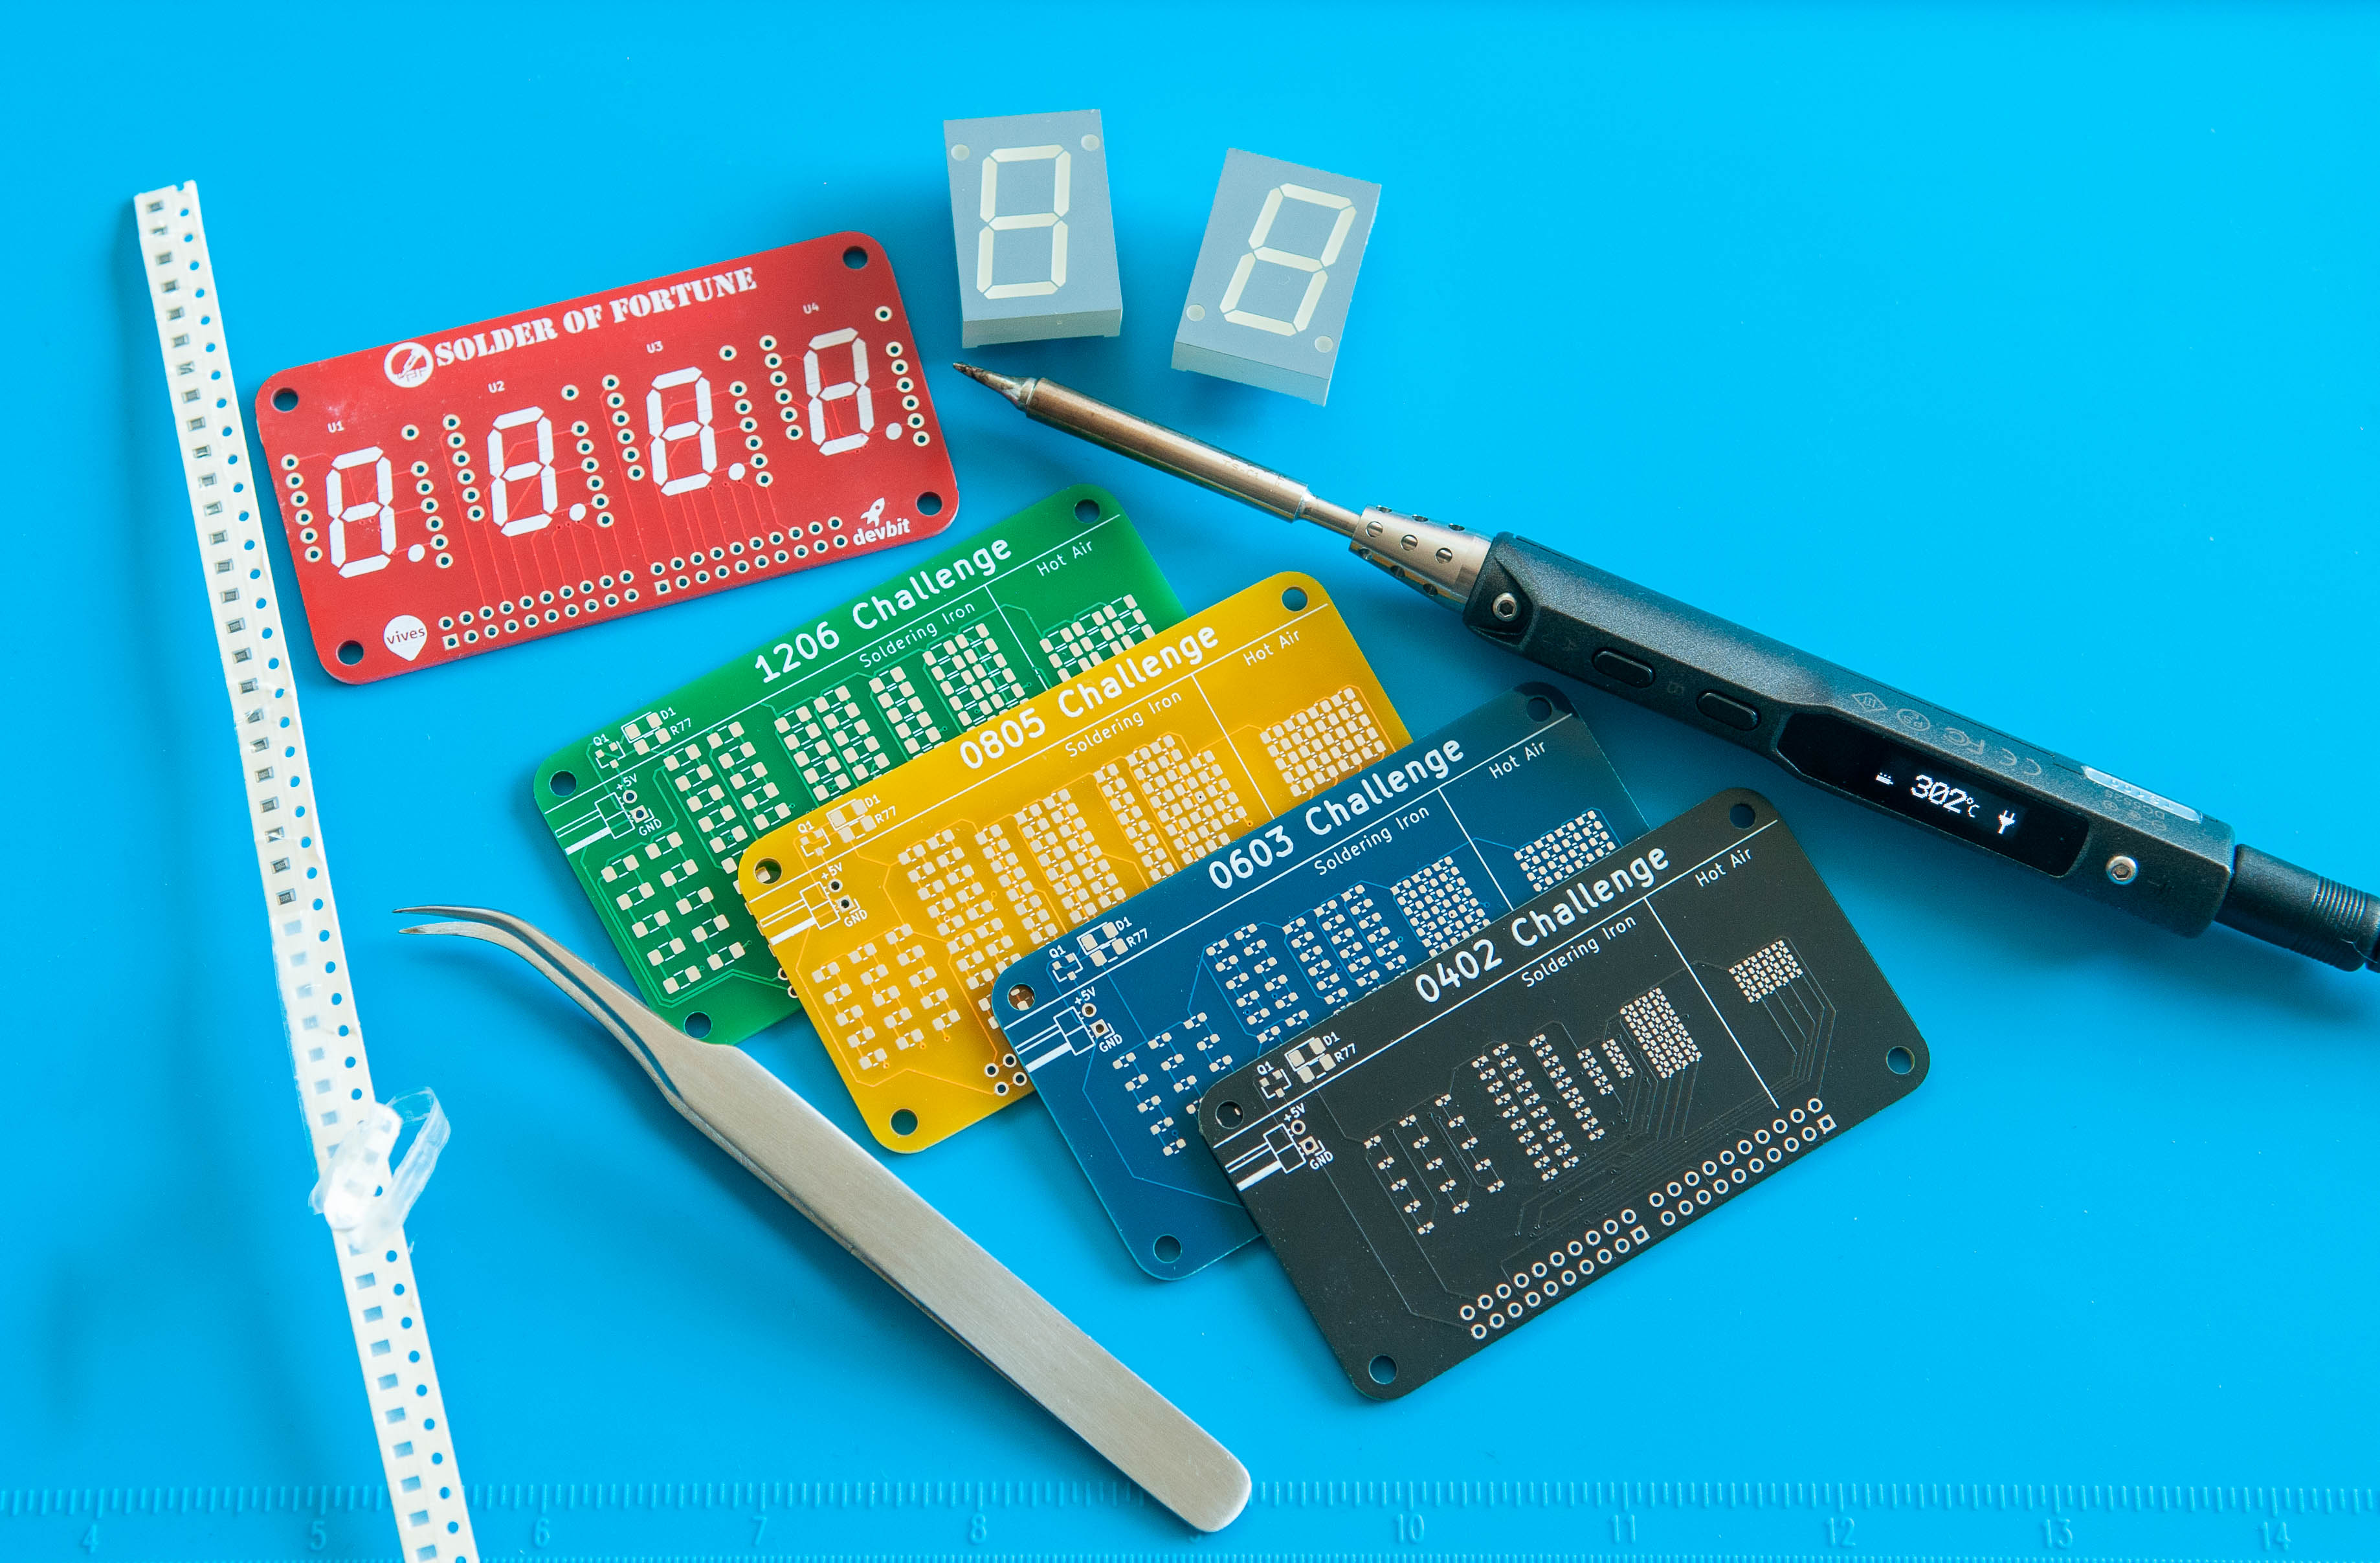 SOLDER OF FORTUNE
U1
U2
U3
U4
devbit
vives
1206 Challenge
Soldering Iron
Hot Air
Q1
D1
R77
+5V
GND
0805 Challenge
Soldering Iron
Hot Air
Q1
D1
R77
+5V
GND
0603 Challenge
Soldering Iron
Hot Air
Q1
D1
R77
+5V
GND
0402 Challenge
Soldering Iron
Hot Air
Q1
D1
R77
+5V
GND
302°C
B
FC CE
4 5 6 7 8 10 11 12 13 14